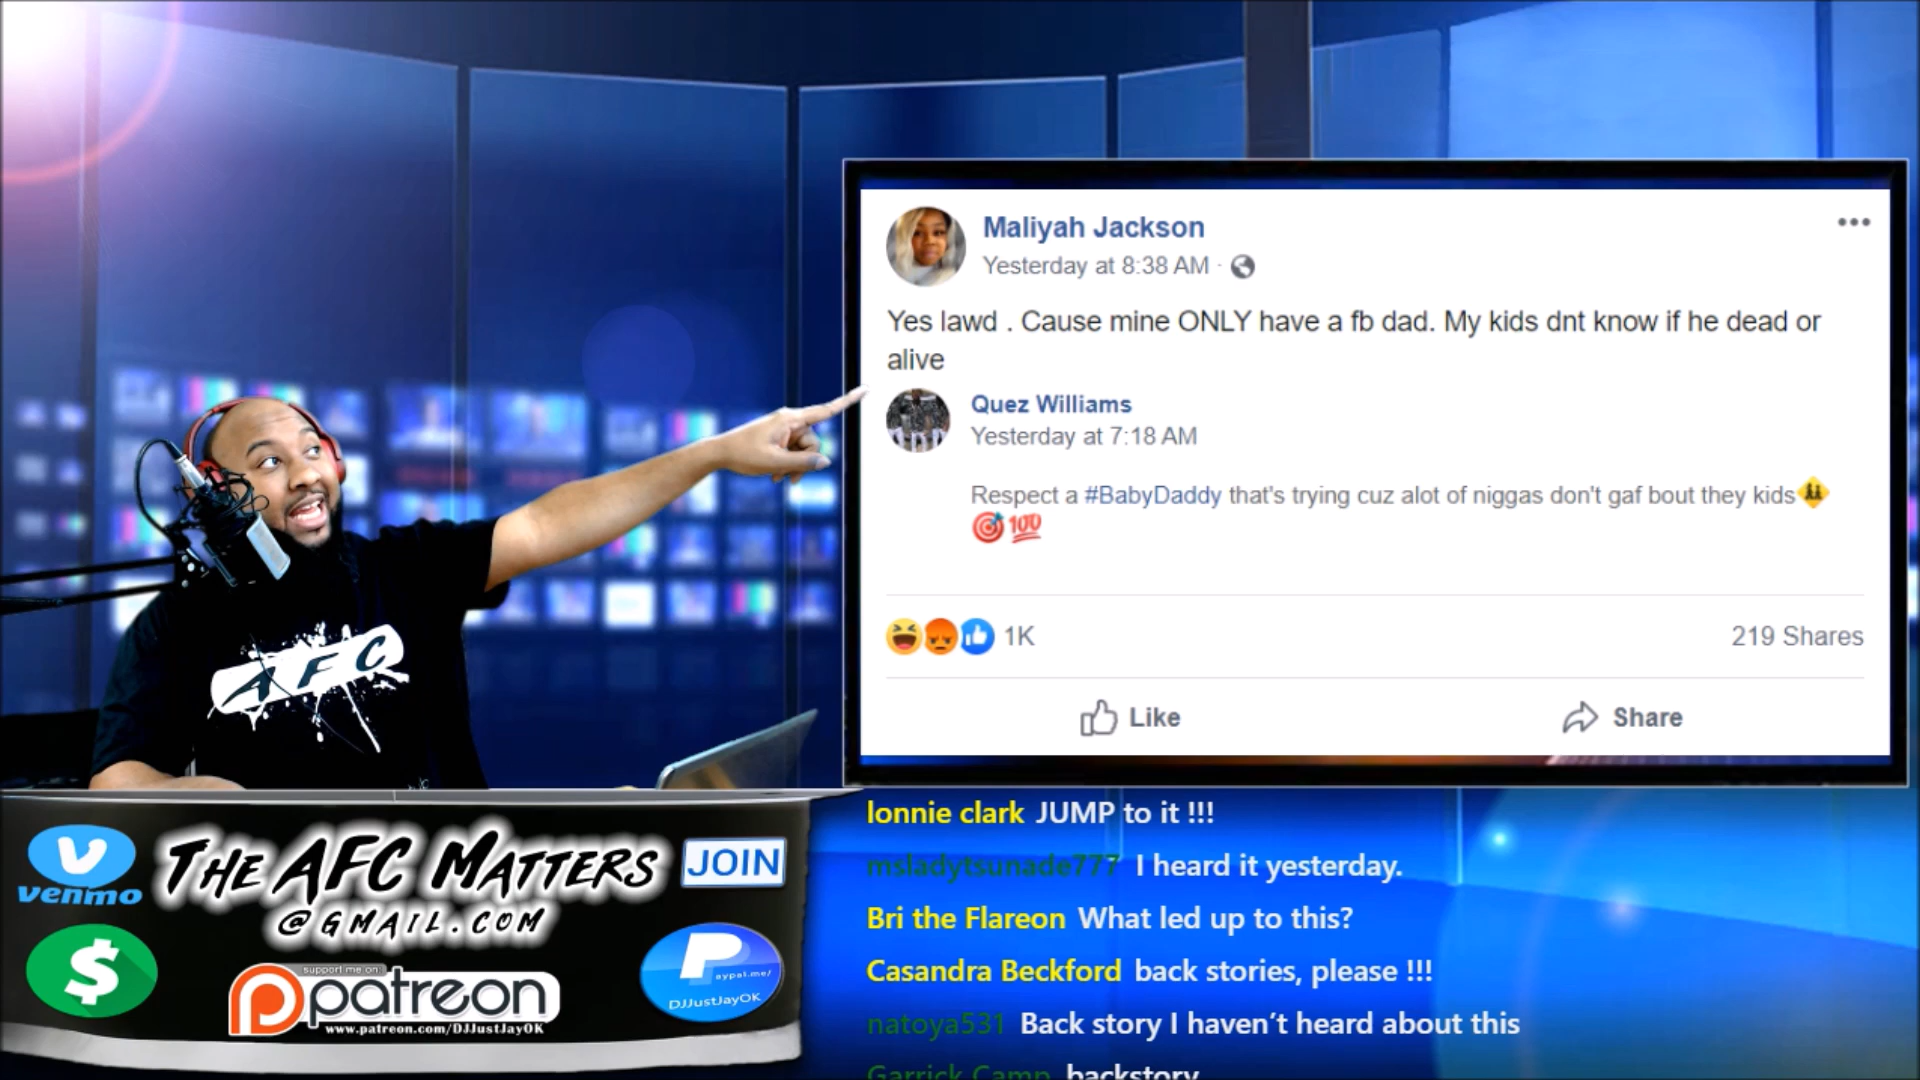 Maliyah Jackson
Yesterday at 8:38 AM ·
Yes lawd . Cause mine ONLY have a fb dad. My kids dnt know if he dead or
alive
Quez Williams
Yesterday at 7:18 AM
Respect a #BabyDaddy that's trying cuz alot of niggas don't gaf bout they kids
💯
1K
219 Shares
Like
Share
AFC
venmo
THE AFC MATTERS
@GMAIL.COM
JOIN
$
support me on
patreon
www.patreon.com/DJJustJayOK
P
aypal.me/
DJJustJayOK
lonnie clark JUMP to it !!!
msladytsunade777 I heard it yesterday.
Bri the Flareon What led up to this?
Casandra Beckford back stories, please !!!
natoya531 Back story I haven't heard about this
Garrick Camp backstory